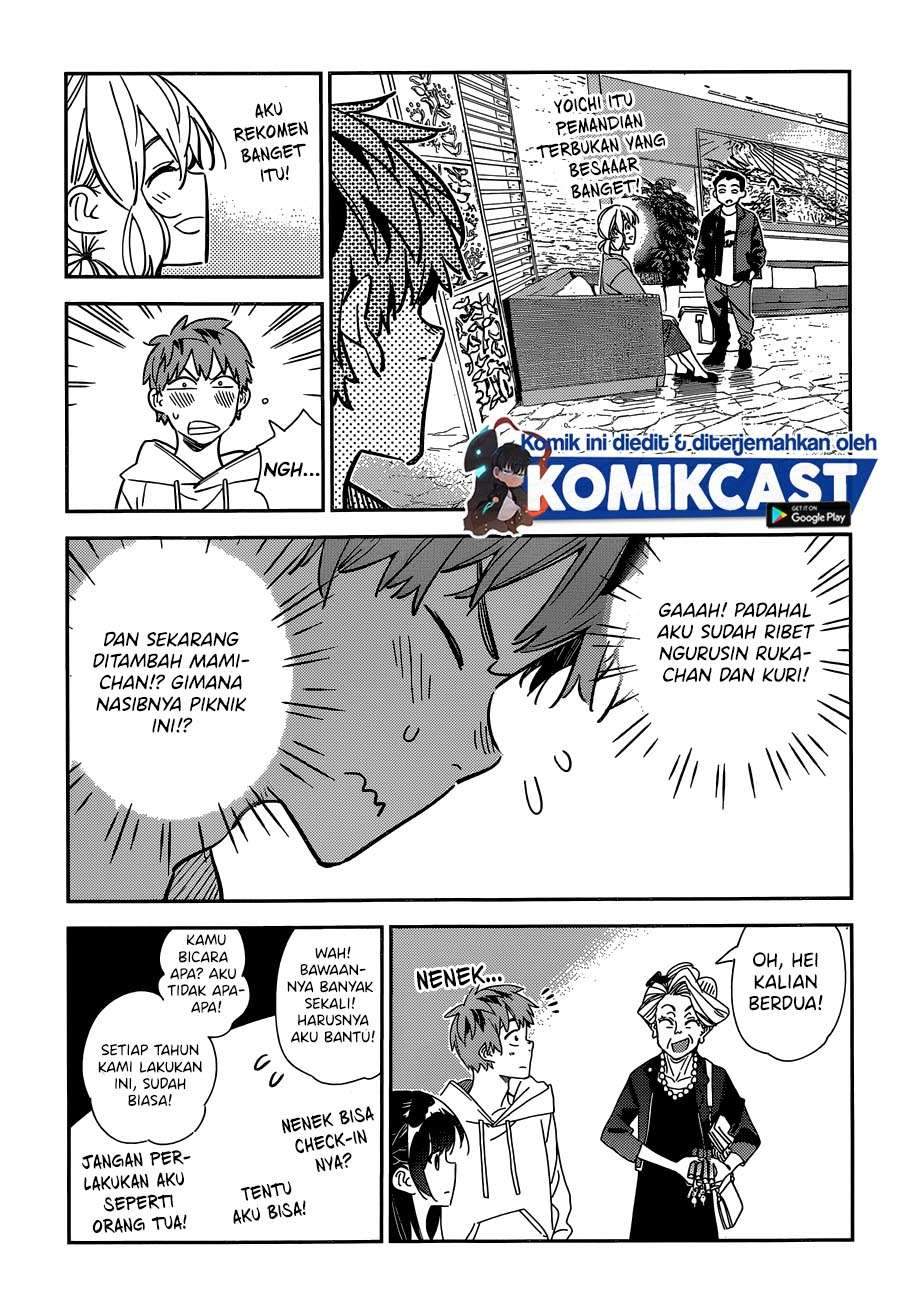 YOICHI ITU
PEMANDIAN
TERBUKAN YANG
BESAAAR
BANGET!
AKU
REKOMEN
BANGET
ITU!
NGH...
Komik ini diedit & diterjemahkan oleh
KOMIKCAST
GET IT ON
Google Play
GAAAH! PADAHAL
AKU SUDAH RIBET
NGURUSIN RUKA-
CHAN DAN KURI!
DAN SEKARANG
DITAMBAH MAMI-
CHAN!? GIMANA
NASIBNYA PIKNIK
INI!?
OH, HEI
KALIAN
BERDUA!
NENEK...
WAH!
BAWAAN-
NYA BANYAK
SEKALI!
HARUSNYA
AKU BANTU!
KAMU
BICARA
APA? AKU
TIDAK APA-
APA!
SETIAP TAHUN
KAMI LAKUKAN
INI, SUDAH
BIASA!
NENEK BISA
CHECK-IN
NYA?
TENTU
AKU BISA!
JANGAN PER-
LAKUKAN AKU
SEPERTI
ORANG TUA!